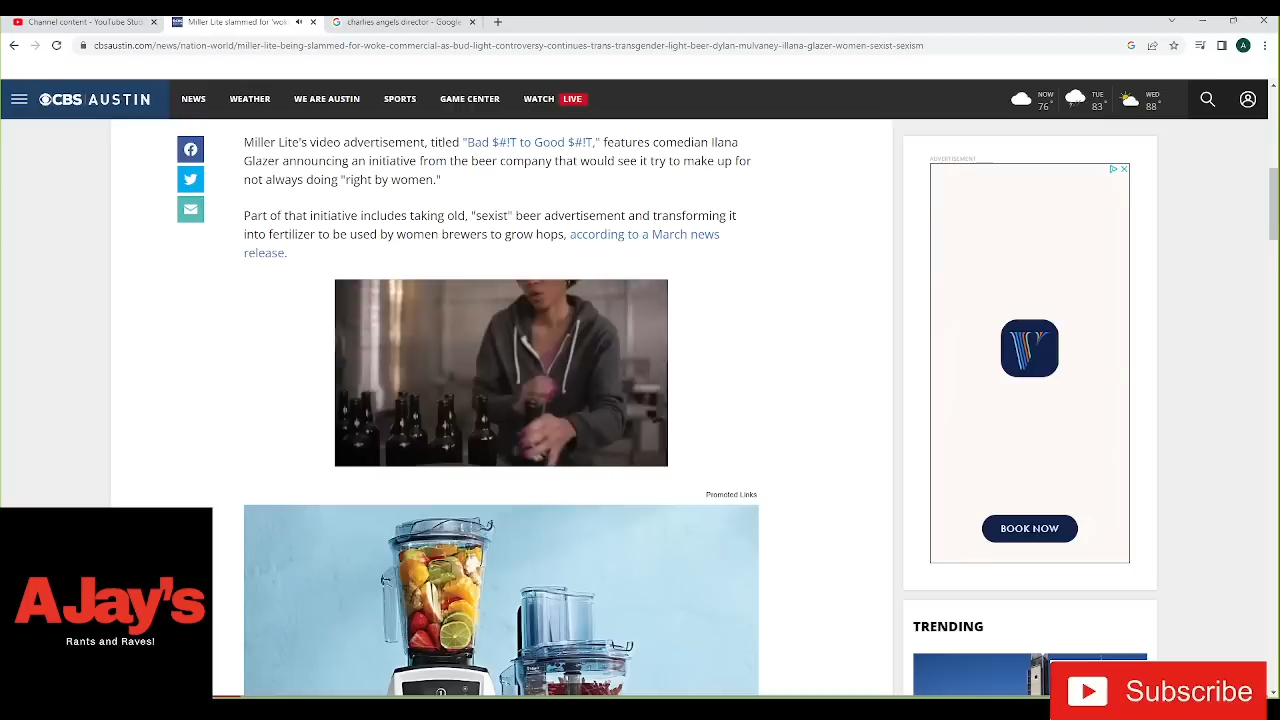 Channel content - YouTube Stud
Miller Lite slammed for 'wok
charlies angels director - Google
cbsaustin.com/news/nation-world/miller-lite-being-slammed-for-woke-commercial-as-bud-light-controversy-continues-trans-transgender-light-beer-dylan-mulvaney-illana-glazer-women-sexist-sexism
A
CBS AUSTIN
NEWS
WEATHER
WE ARE AUSTIN
SPORTS
GAME CENTER
WATCH LIVE
NOW
76°
TUE
83°
WED
88°
Miller Lite's video advertisement, titled "Bad $#!T to Good $#!T," features comedian Ilana
Glazer announcing an initiative from the beer company that would see it try to make up for
not always doing "right by women."
Part of that initiative includes taking old, "sexist" beer advertisement and transforming it
into fertilizer to be used by women brewers to grow hops, according to a March news
release.
Promoted Links
ADVERTISEMENT
BOOK NOW
TRENDING
AJay's
Rants and Raves!
Subscribe